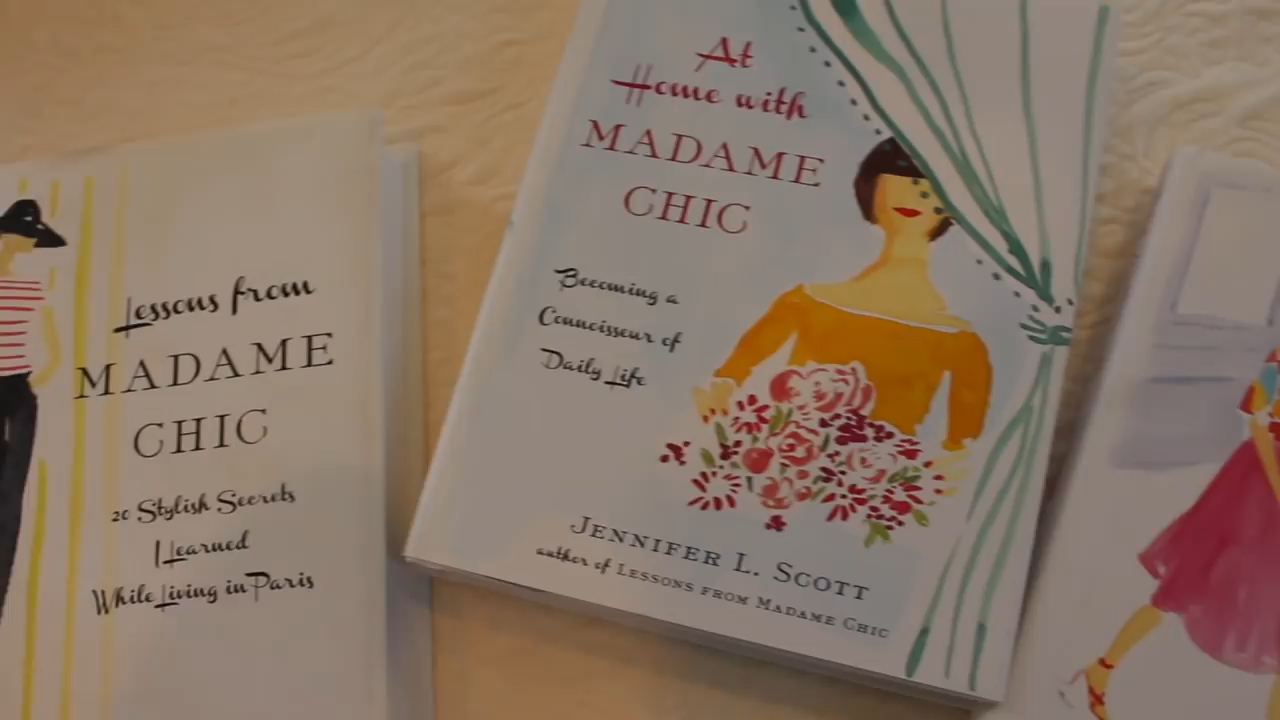 Lessons from
MADAME
CHIC
20 Stylish Secrets
I Learned
While Living in Paris
At
Home with
MADAME
CHIC
Becoming a
Connoisseur of
Daily Life
JENNIFER L. SCOTT
author of LESSONS FROM MADAME CHIC